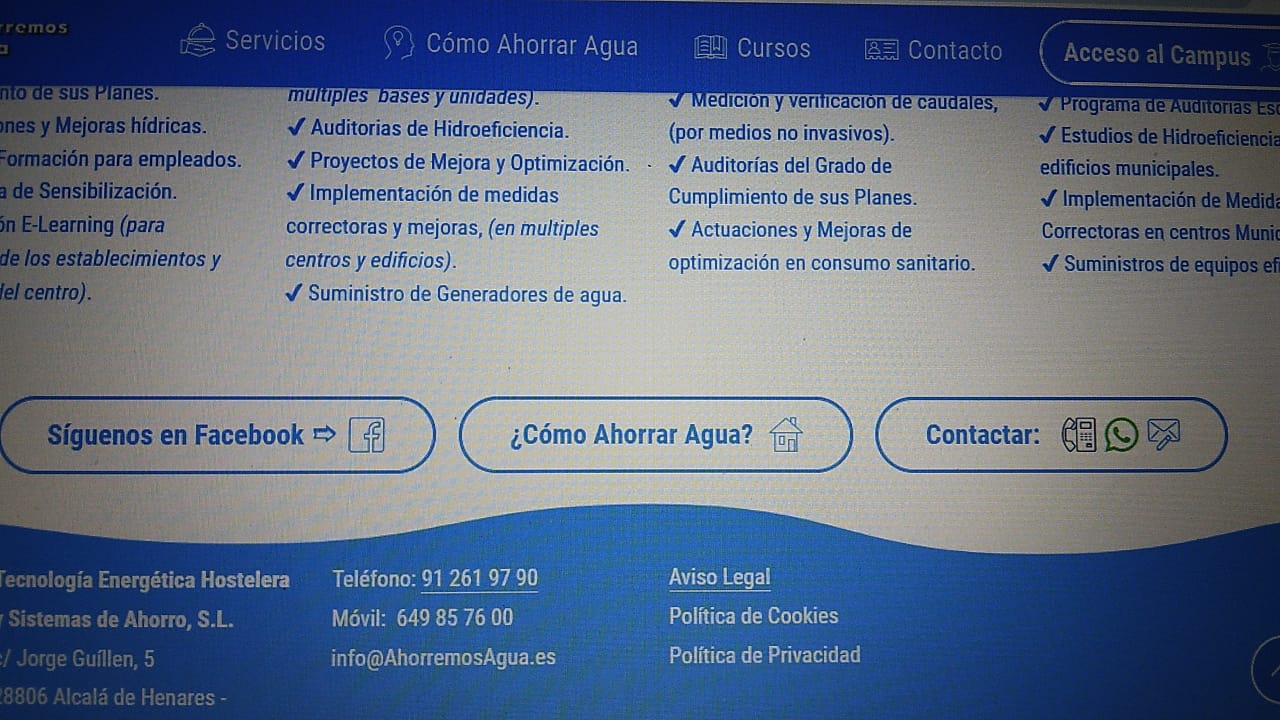 rremos
a
Servicios
Cómo Ahorrar Agua
Cursos
Contacto
Acceso al Campus
nto de sus Planes.
ones y Mejoras hídricas.
Formación para empleados.
a de Sensibilización.
ón E-Learning (para
de los establecimientos y
del centro).
multiples bases y unidades).
✔ Auditorias de Hidroeficiencia.
✔ Proyectos de Mejora y Optimización.
✔ Implementación de medidas
correctoras y mejoras, (en multiples
centros y edificios).
✔ Suministro de Generadores de agua.
✔ Medición y verificación de caudales,
(por medios no invasivos).
✔ Auditorías del Grado de
Cumplimiento de sus Planes.
✔ Actuaciones y Mejoras de
optimización en consumo sanitario.
✔ Programa de Auditorias Esc
✔ Estudios de Hidroeficiencia
edificios municipales.
✔ Implementación de Medida
Correctoras en centros Munic
✔ Suministros de equipos efi
Síguenos en Facebook ⇨
¿Cómo Ahorrar Agua?
Contactar:
Tecnología Energética Hostelera
y Sistemas de Ahorro, S.L.
c/ Jorge Guíllen, 5
28806 Alcalá de Henares -
Teléfono: 91 261 97 90
Móvil: 649 85 76 00
info@AhorremosAgua.es
Aviso Legal
Política de Cookies
Política de Privacidad